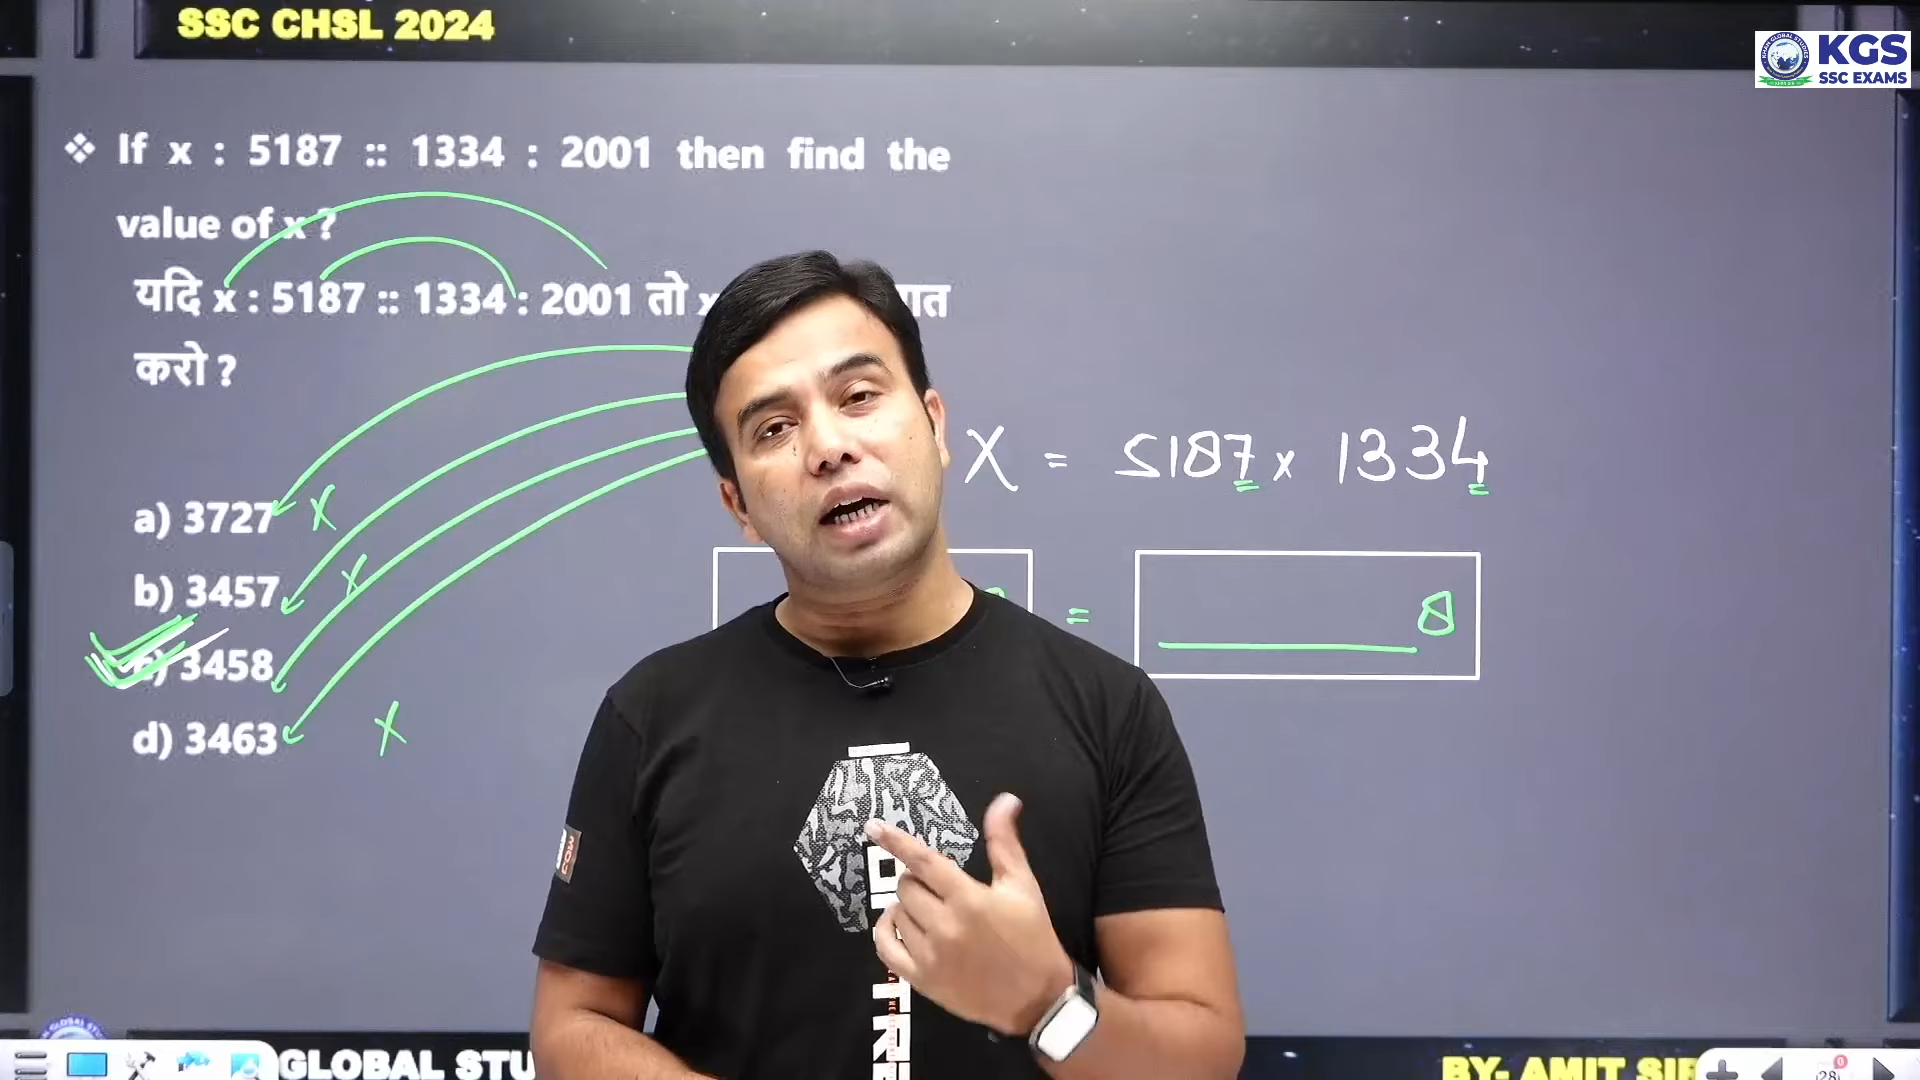 SSC CHSL 2024
KGS
SSC EXAMS
❖ If x : 5187 :: 1334 : 2001 then find the
value of x ?
यदि x : 5187 :: 1334 : 2001 तो
करो ?
X = 5187 x 1334
a) 3727 X
b) 3457 X
= 8
c) 3458
d) 3463 X
GLOBAL STU
BY- AMIT SIR